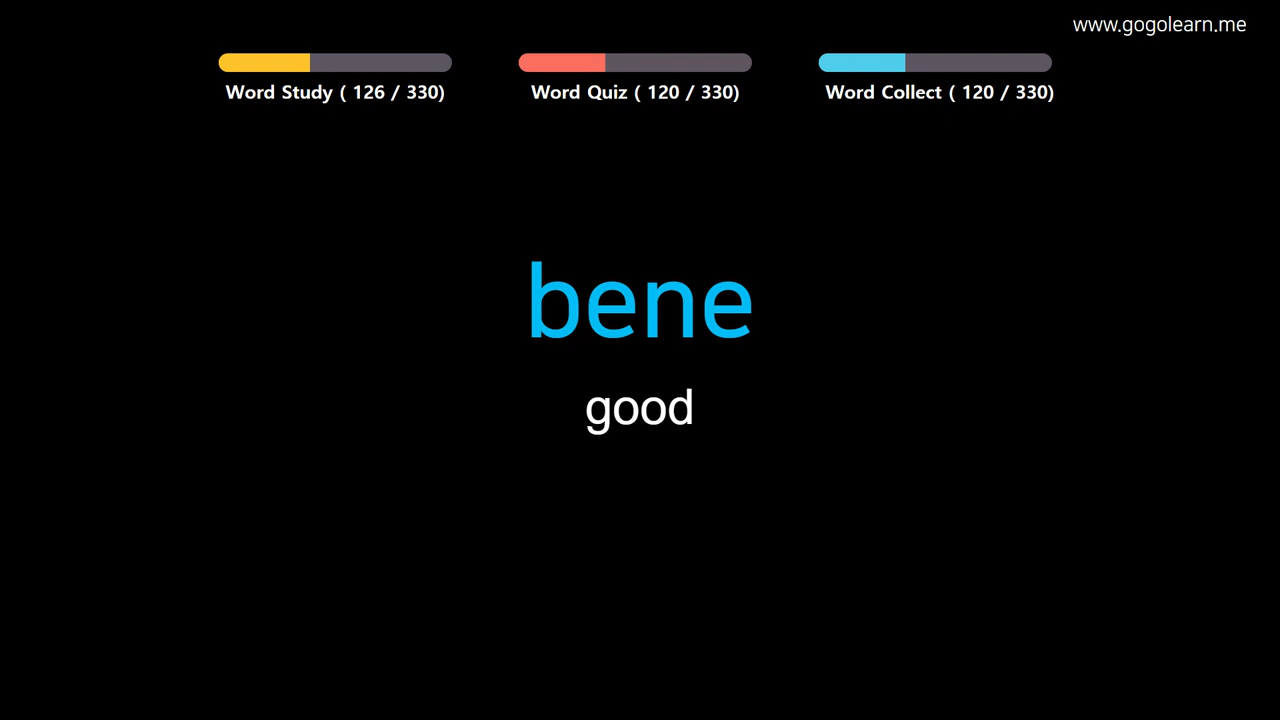 www.gogolearn.me
Word Study ( 126 / 330)
Word Quiz ( 120 / 330)
Word Collect ( 120 / 330)
bene
good